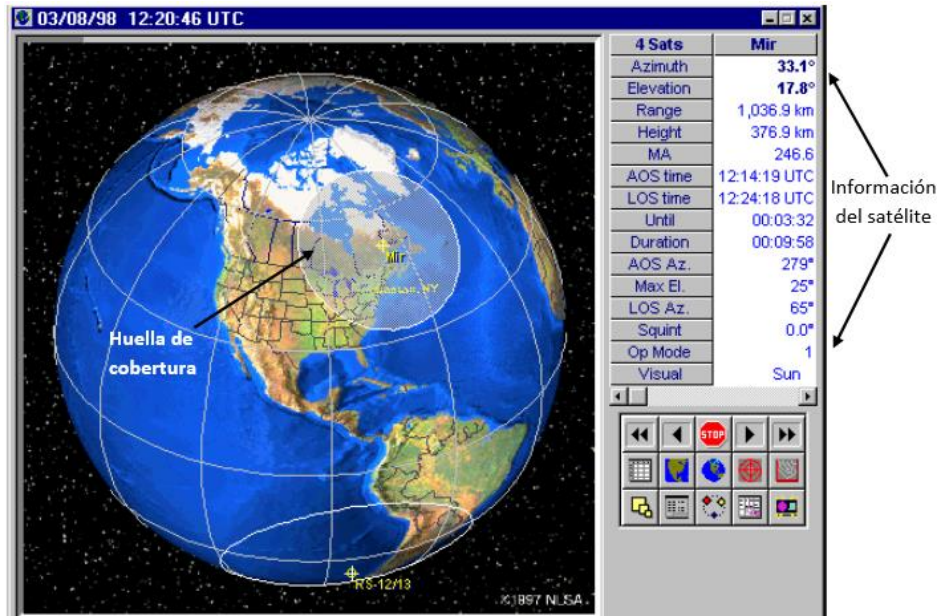 03/08/98 12:20:46 UTC
4 Sats Mir
Azimuth 33.1°
Elevation 17.8°
Range 1,036.9 km
Height 376.9 km
MA 246.6
AOS time 12:14:19 UTC
LOS time 12:24:18 UTC
Until 00:03:32
Duration 00:09:58
AOS Az. 279°
Max El. 25°
LOS Az. 65°
Squint 0.0°
Op Mode 1
Visual Sun
STOP
Información
del satélite
Mir
NY
Huella de
cobertura
RS-12/13
©1997 NLSA